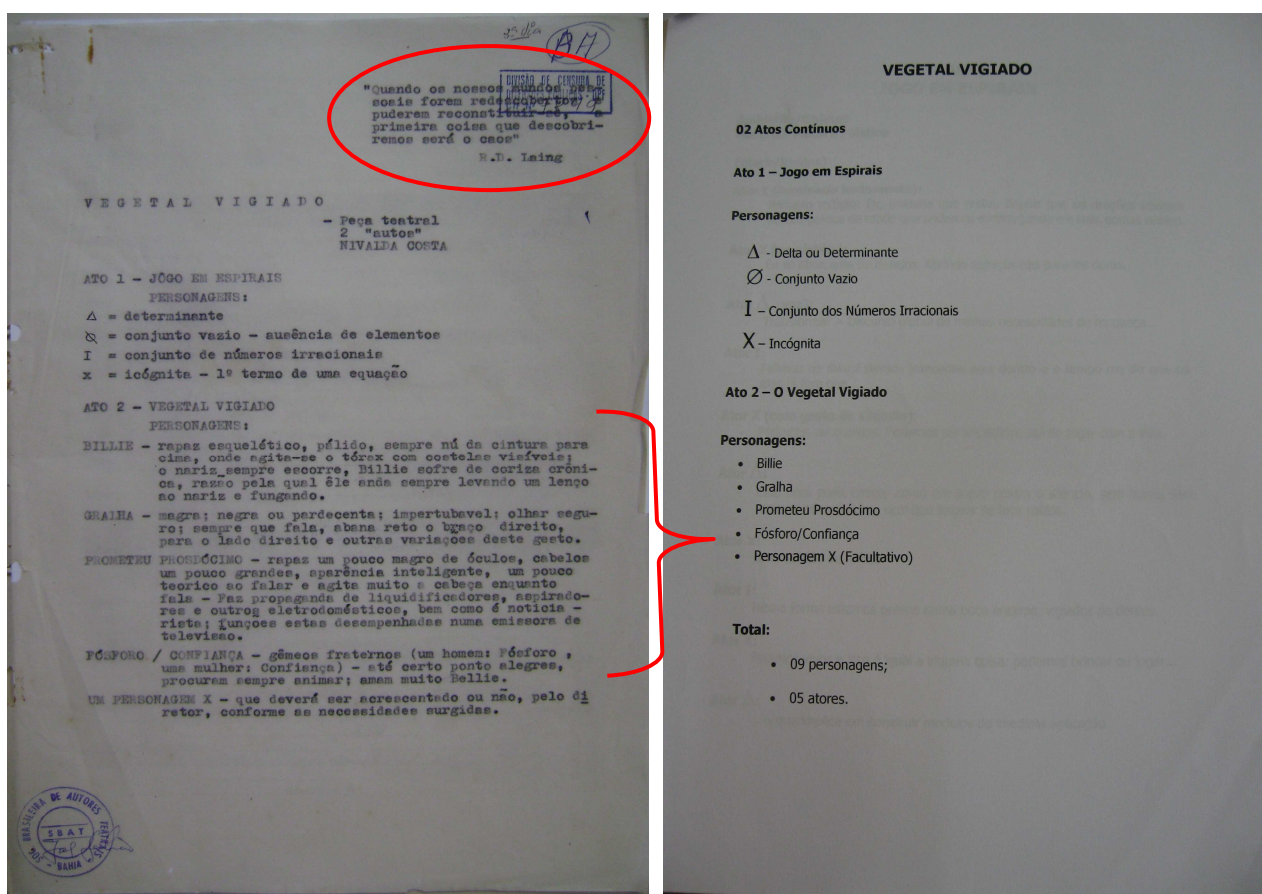 3º dia
BA
DIVISÃO DE CENSURA DE
"Quando os nossos mundos pes-
soais forem redescobertos, e
puderem reconstituir-se, a
primeira coisa que descobri-
remos será o caos"
R.D. Laing
VEGETAL VIGIADO
- Peça teatral
2 "autos"
NIVALDA COSTA
ATO 1 - JÔGO EM ESPIRAIS
PERSONAGENS:
Δ = determinante
∅ = conjunto vazio - ausência de elementos
I = conjunto de números irracionais
x = icógnita - 1º termo de uma equação
ATO 2 - VEGETAL VIGIADO
PERSONAGENS:
BILLIE - rapaz esquelético, pálido, sempre nú da cintura para
cima, onde agita-se o tórax com costelas visíveis;
o nariz sempre escorre, Billie sofre de coriza crôni-
ca, razão pela qual êle anda sempre levando um lenço
ao nariz e fungando.
GRALHA - magra; negra ou pardecenta; impertubavel; olhar segu-
ro; sempre que fala, abana reto o braço direito,
para o lado direito e outras variações deste gesto.
PROMETEU PROSDÓCIMO - rapaz um pouco magro de óculos, cabelos
um pouco grandes, aparência inteligente, um pouco
teorico ao falar e agita muito a cabeça enquanto
fala - Faz propaganda de liquidificadores, aspirado-
res e outros eletrodomésticos, bem como é noticia -
rista; funções estas desempenhadas numa emissora de
televisão.
FÓSFORO / CONFIANÇA - gêmeos fraternos (um homem: Fósforo ,
uma mulher: Confiança) - até certo ponto alegres,
procuram sempre animar; amam muito Bellie.
UM PERSONAGEM X - que deverá ser acrescentado ou não, pelo di
retor, conforme as necessidades surgidas.
SOC BRASILEIRA DE AUTORES TEATRAIS
SBAT
BAHIA
VEGETAL VIGIADO
02 Atos Contínuos
Ato 1 – Jogo em Espirais
Personagens:
Δ - Delta ou Determinante
∅ - Conjunto Vazio
I – Conjunto dos Números Irracionais
X – Incógnita
Ato 2 – O Vegetal Vigiado
Personagens:
• Billie
• Gralha
• Prometeu Prosdócimo
• Fósforo/Confiança
• Personagem X (Facultativo)
Total:
• 09 personagens;
• 05 atores.